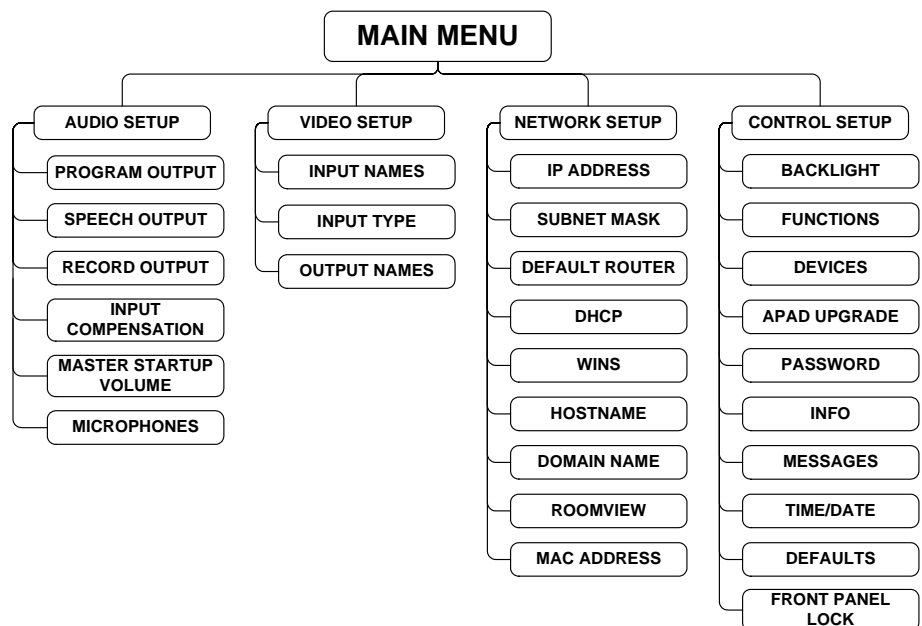 MAIN MENU
AUDIO SETUP
PROGRAM OUTPUT
SPEECH OUTPUT
RECORD OUTPUT
INPUT
COMPENSATION
MASTER STARTUP
VOLUME
MICROPHONES
VIDEO SETUP
INPUT NAMES
INPUT TYPE
OUTPUT NAMES
NETWORK SETUP
IP ADDRESS
SUBNET MASK
DEFAULT ROUTER
DHCP
WINS
HOSTNAME
DOMAIN NAME
ROOMVIEW
MAC ADDRESS
CONTROL SETUP
BACKLIGHT
FUNCTIONS
DEVICES
APAD UPGRADE
PASSWORD
INFO
MESSAGES
TIME/DATE
DEFAULTS
FRONT PANEL
LOCK